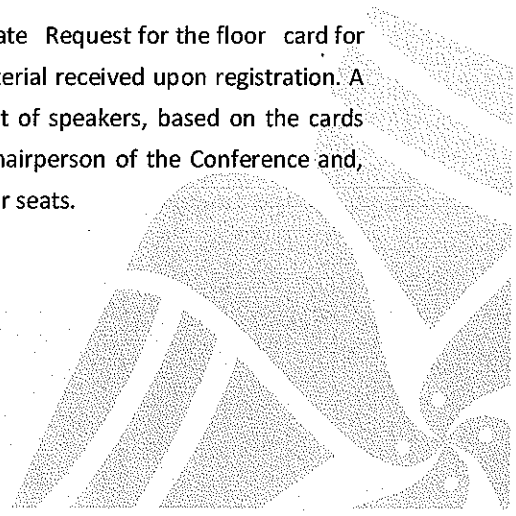 ate Request for the floor card for
terial received upon registration. A
t of speakers, based on the cards
hairperson of the Conference and,
r seats.